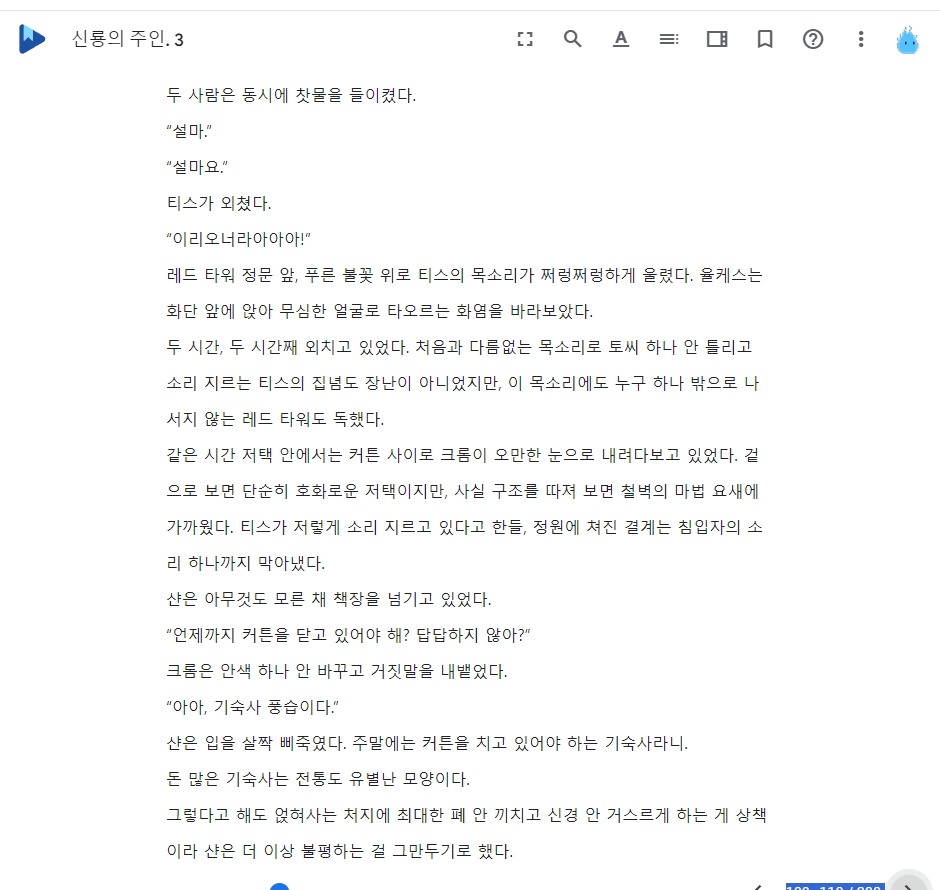 신룡의 주인. 3
두 사람은 동시에 찻물을 들이켰다.
“설마.”
“설마요.”
티스가 외쳤다.
“이리오너라아아아!”
레드 타워 정문 앞, 푸른 불꽃 위로 티스의 목소리가 쩌렁쩌렁하게 울렸다. 율케스는
화단 앞에 앉아 무심한 얼굴로 타오르는 화염을 바라보았다.
두 시간, 두 시간째 외치고 있었다. 처음과 다름없는 목소리로 토씨 하나 안 틀리고
소리 지르는 티스의 집념도 장난이 아니었지만, 이 목소리에도 누구 하나 밖으로 나
서지 않는 레드 타워도 독했다.
같은 시간 저택 안에서는 커튼 사이로 크롬이 오만한 눈으로 내려다보고 있었다. 겉
으로 보면 단순히 호화로운 저택이지만, 사실 구조를 따져 보면 철벽의 마법 요새에
가까웠다. 티스가 저렇게 소리 지르고 있다고 한들, 정원에 쳐진 결계는 침입자의 소
리 하나까지 막아냈다.
샨은 아무것도 모른 채 책장을 넘기고 있었다.
“언제까지 커튼을 닫고 있어야 해? 답답하지 않아?”
크롬은 안색 하나 안 바꾸고 거짓말을 내뱉었다.
“아아, 기숙사 풍습이다.”
샨은 입을 살짝 삐죽였다. 주말에는 커튼을 치고 있어야 하는 기숙사라니.
돈 많은 기숙사는 전통도 유별난 모양이다.
그렇다고 해도 얹혀사는 처지에 최대한 폐 안 끼치고 신경 안 거스르게 하는 게 상책
이라 샨은 더 이상 불평하는 걸 그만두기로 했다.